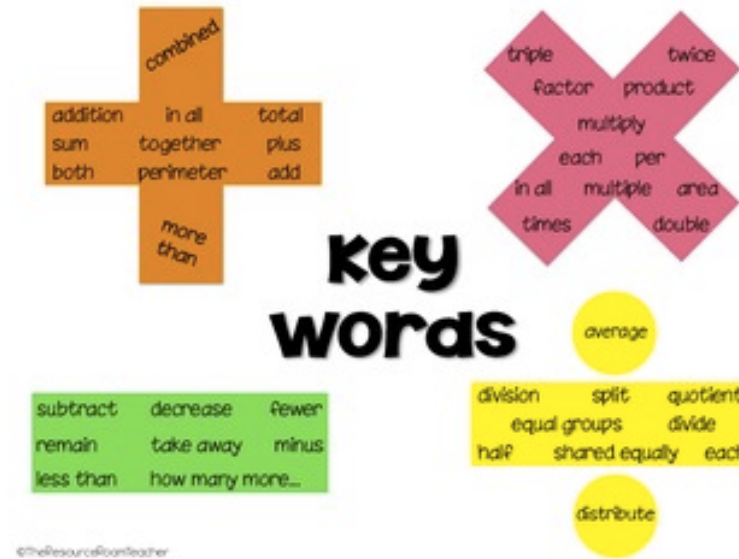 combined
addition in all total
sum together plus
both perimeter add
more
than
triple twice
factor product
multiply
each per
in all multiple area
times double
key
words
subtract decrease fewer
remain take away minus
less than how many more...
average
division split quotient
equal groups divide
half shared equally each
distribute
©TheResourceRoomTeacher